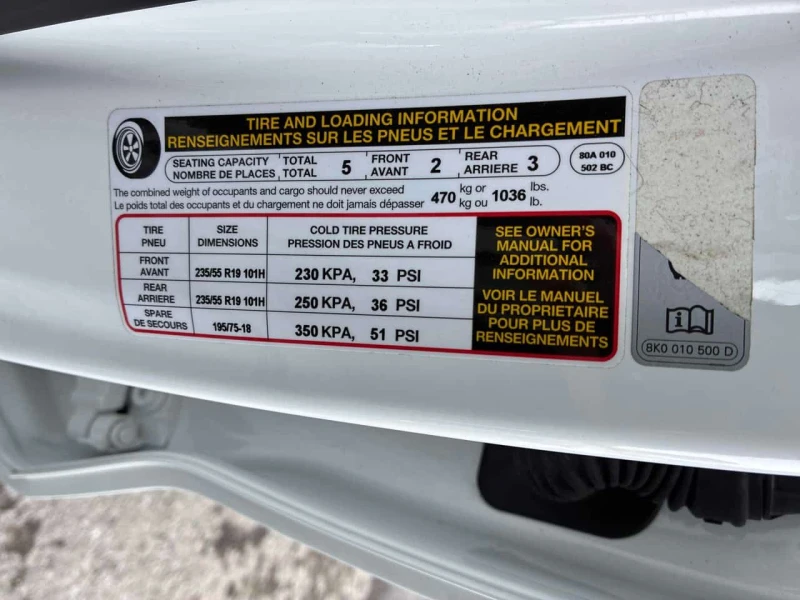 TIRE AND LOADING INFORMATION
RENSEIGNEMENTS SUR LES PNEUS ET LE CHARGEMENT
SEATING CAPACITY TOTAL 5 FRONT 2 REAR 3
NOMBRE DE PLACES TOTAL AVANT ARRIERE
80A 010
502 BC
The combined weight of occupants and cargo should never exceed 470 kg or 1036 lbs.
Le poids total des occupants et du chargement ne doit jamais dépasser kg ou lb.
TIRE SIZE COLD TIRE PRESSURE
PNEU DIMENSIONS PRESSION DES PNEUS A FROID
FRONT
AVANT 235/55 R19 101H 230 KPA, 33 PSI
REAR
ARRIERE 235/55 R19 101H 250 KPA, 36 PSI
SPARE
DE SECOURS 195/75-18 350 KPA, 51 PSI
SEE OWNER'S
MANUAL FOR
ADDITIONAL
INFORMATION
VOIR LE MANUEL
DU PROPRIETAIRE
POUR PLUS DE
RENSEIGNEMENTS
8K0 010 500 D